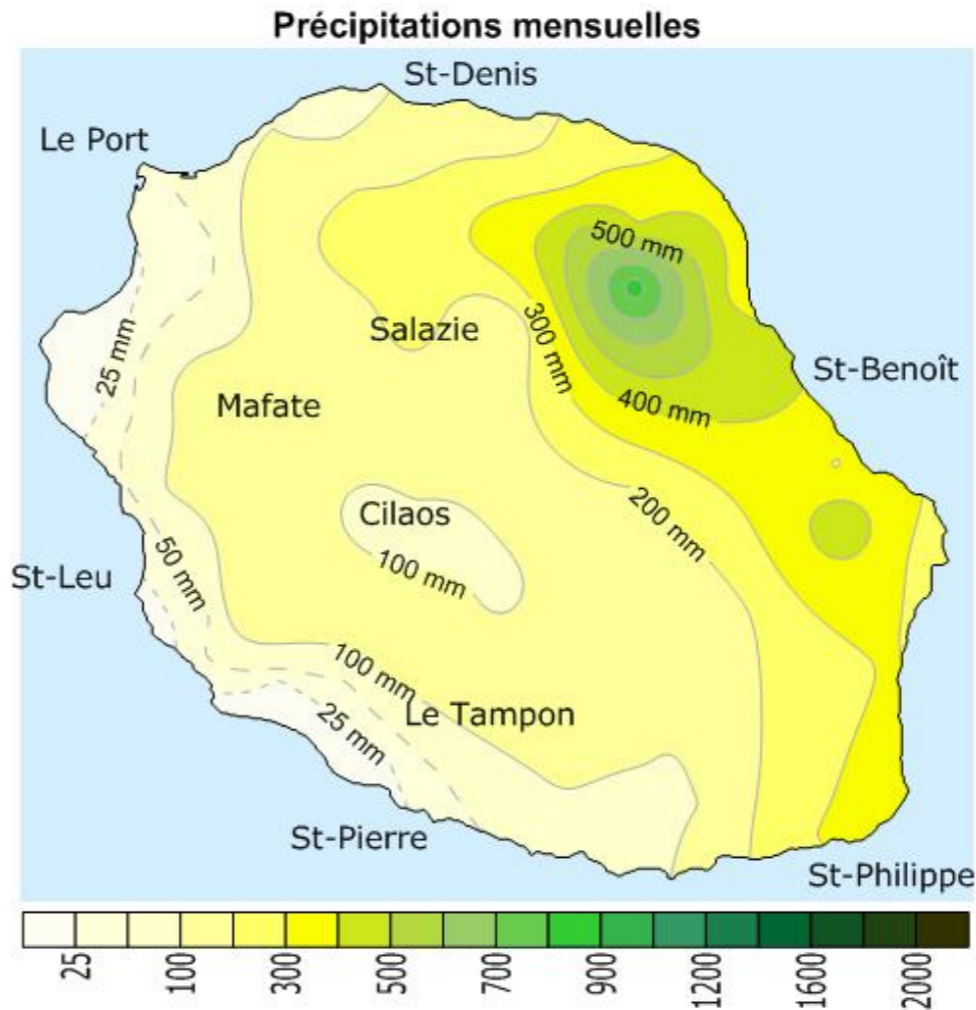 Précipitations mensuelles
St-Denis
Le Port
500 mm
Salazie
300 mm
25 mm
St-Benoît
Mafate
400 mm
Cilaos
200 mm
100 mm
50 mm
St-Leu
100 mm
Le Tampon
25 mm
St-Pierre
St-Philippe
25
100
300
500
700
900
1200
1600
2000